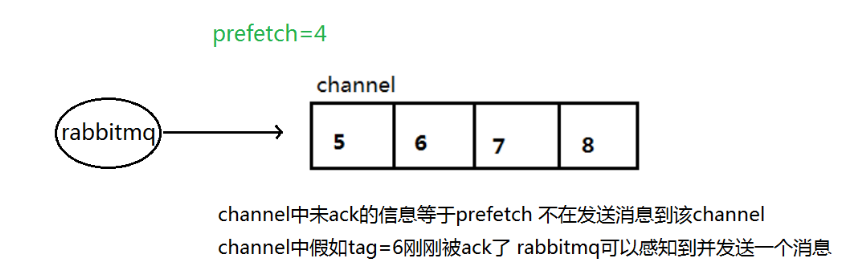 prefetch=4
channel
rabbitmq
5 6 7 8
channel中未ack的信息等于prefetch 不在发送消息到该channel
channel中假如tag=6刚刚被ack了 rabbitmq可以感知到并发送一个消息